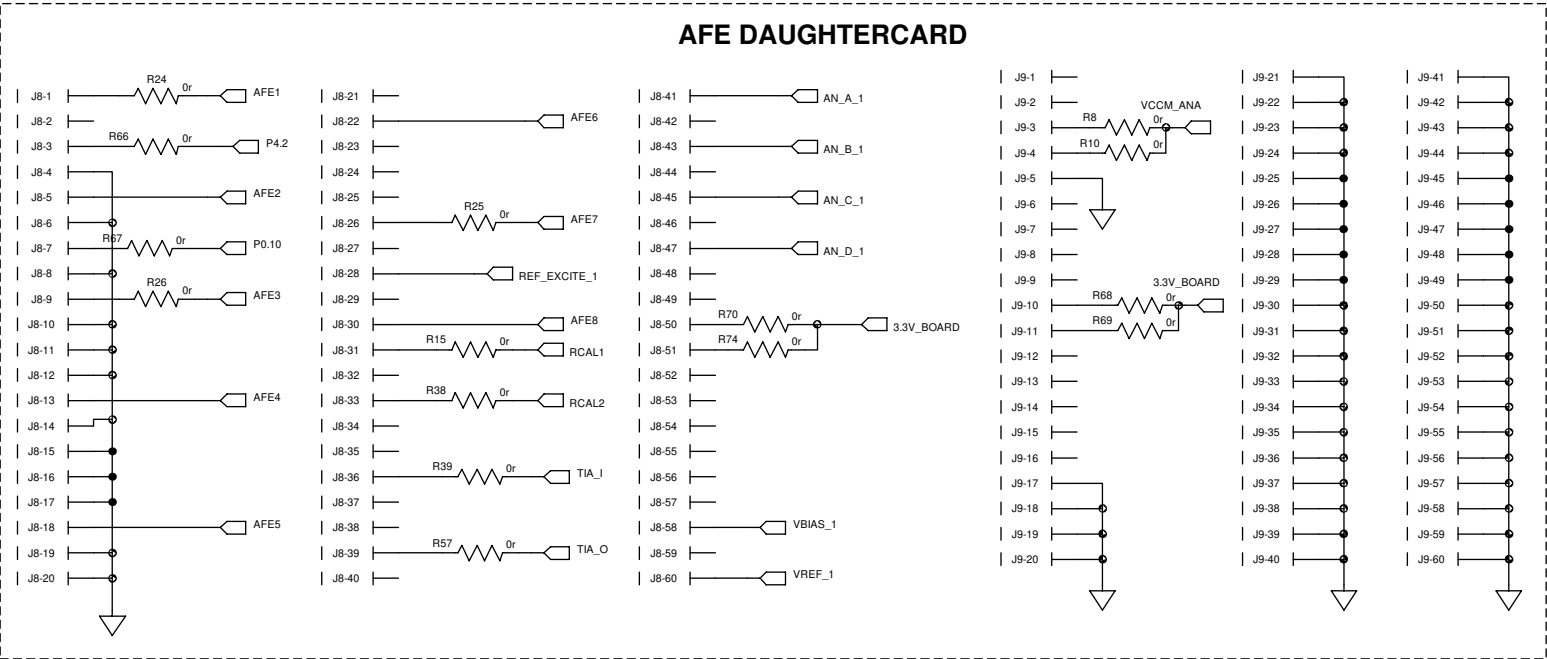 AFE DAUGHTERCARD
J8-1 R24 0r AFE1
J8-2
J8-3 R66 0r P4.2
J8-4
J8-5 AFE2
J8-6
J8-7 R67 0r P0.10
J8-8
J8-9 R26 0r AFE3
J8-10
J8-11
J8-12
J8-13 AFE4
J8-14
J8-15
J8-16
J8-17
J8-18 AFE5
J8-19
J8-20
J8-21
J8-22 AFE6
J8-23
J8-24
J8-25
J8-26 R25 0r AFE7
J8-27
J8-28 REF_EXCITE_1
J8-29
J8-30 AFE8
J8-31 R15 0r RCAL1
J8-32
J8-33 R38 0r RCAL2
J8-34
J8-35
J8-36 R39 0r TIA_I
J8-37
J8-38
J8-39 R57 0r TIA_O
J8-40
J8-41 AN_A_1
J8-42
J8-43 AN_B_1
J8-44
J8-45 AN_C_1
J8-46
J8-47 AN_D_1
J8-48
J8-49
J8-50 R70 0r 3.3V_BOARD
J8-51 R74 0r
J8-52
J8-53
J8-54
J8-55
J8-56
J8-57
J8-58 VBIAS_1
J8-59
J8-60 VREF_1
J9-1
J9-2
VCCM_ANA
J9-3 R8 0r
J9-4 R10 0r
J9-5
J9-6
J9-7
J9-8
J9-9
3.3V_BOARD
J9-10 R68 0r
J9-11 R69 0r
J9-12
J9-13
J9-14
J9-15
J9-16
J9-17
J9-18
J9-19
J9-20
J9-21
J9-22
J9-23
J9-24
J9-25
J9-26
J9-27
J9-28
J9-29
J9-30
J9-31
J9-32
J9-33
J9-34
J9-35
J9-36
J9-37
J9-38
J9-39
J9-40
J9-41
J9-42
J9-43
J9-44
J9-45
J9-46
J9-47
J9-48
J9-49
J9-50
J9-51
J9-52
J9-53
J9-54
J9-55
J9-56
J9-57
J9-58
J9-59
J9-60